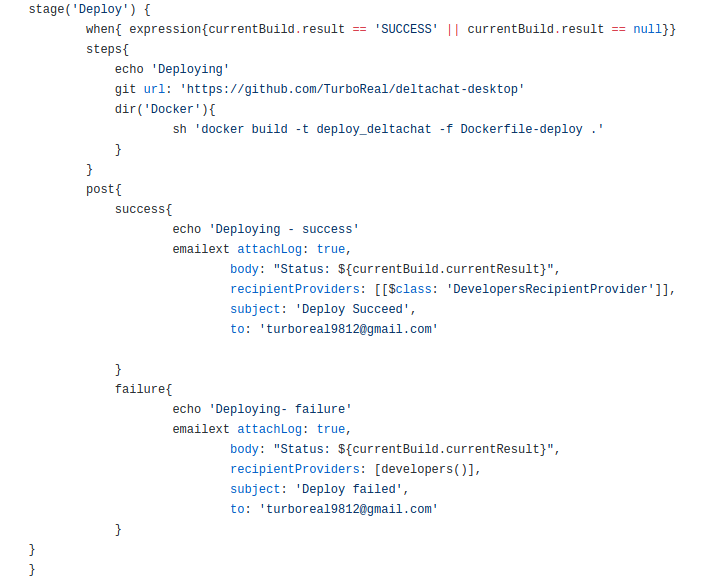 stage('Deploy') {
when{ expression{currentBuild.result == 'SUCCESS' || currentBuild.result == null}}
steps{
echo 'Deploying'
git url: 'https://github.com/TurboReal/deltachat-desktop'
dir('Docker'){
sh 'docker build -t deploy_deltachat -f Dockerfile-deploy .'
}
}
post{
success{
echo 'Deploying - success'
emailext attachLog: true,
body: "Status: ${currentBuild.currentResult}",
recipientProviders: [[$class: 'DevelopersRecipientProvider']],
subject: 'Deploy Succeed',
to: 'turboreal9812@gmail.com'
}
failure{
echo 'Deploying- failure'
emailext attachLog: true,
body: "Status: ${currentBuild.currentResult}",
recipientProviders: [developers()],
subject: 'Deploy failed',
to: 'turboreal9812@gmail.com'
}
}
}